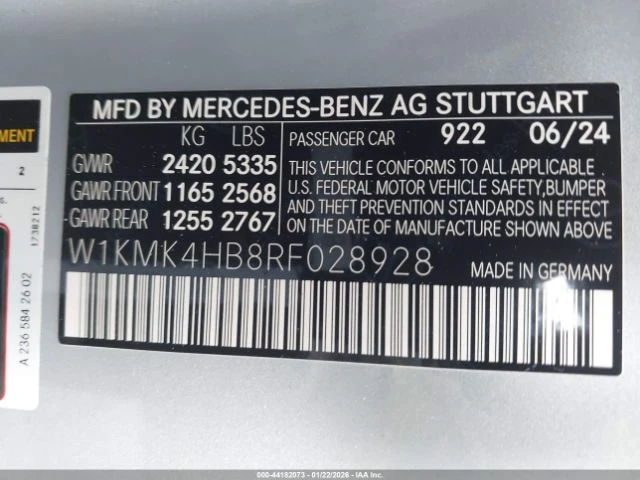 MFD BY MERCEDES-BENZ AG STUTTGART
KG LBS
GVWR 2420 5335
GAWR FRONT 1165 2568
GAWR REAR 1255 2767
PASSENGER CAR 922 06/24
THIS VEHICLE CONFORMS TO ALL APPLICABLE
U.S. FEDERAL MOTOR VEHICLE SAFETY, BUMPER
AND THEFT PREVENTION STANDARDS IN EFFECT
ON THE DATE OF MANUFACTURE SHOWN ABOVE
W1KMK4HB8RF028928
MADE IN GERMANY
2
1738212
A 236 584 26 02
000-44182073 - 01/22/2026 - Copyright © IAA, Inc.